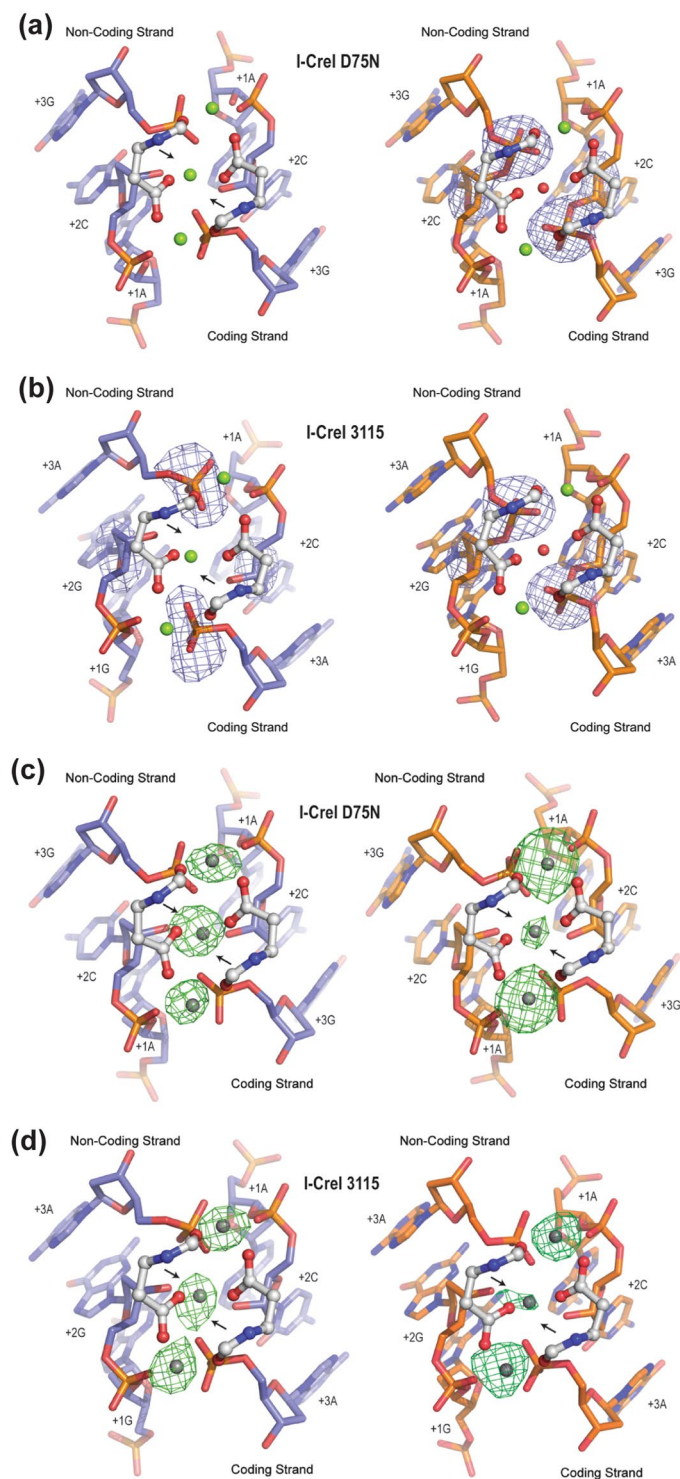 (a)
Non-Coding Strand
Non-Coding Strand
I-CreI D75N
+1A
+1A
+3G
+3G
+2C
+2C
+2C
+2C
+1A
+1A
+3G
+3G
Coding Strand
Coding Strand
(b)
Non-Coding Strand
Non-Coding Strand
I-CreI 3115
+1A
+1A
+3A
+3A
+2C
+2C
+2G
+2G
+1G
+1G
+3A
+3A
Coding Strand
Coding Strand
(c)
Non-Coding Strand
Non-Coding Strand
I-CreI D75N
+1A
+1A
+3G
+3G
+2C
+2C
+2C
+2C
+1A
+1A
+3G
+3G
Coding Strand
Coding Strand
(d)
Non-Coding Strand
Non-Coding Strand
I-CreI 3115
+1A
+1A
+3A
+3A
+2C
+2C
+2G
+2G
+1G
+1G
+3A
+3A
Coding Strand
Coding Strand